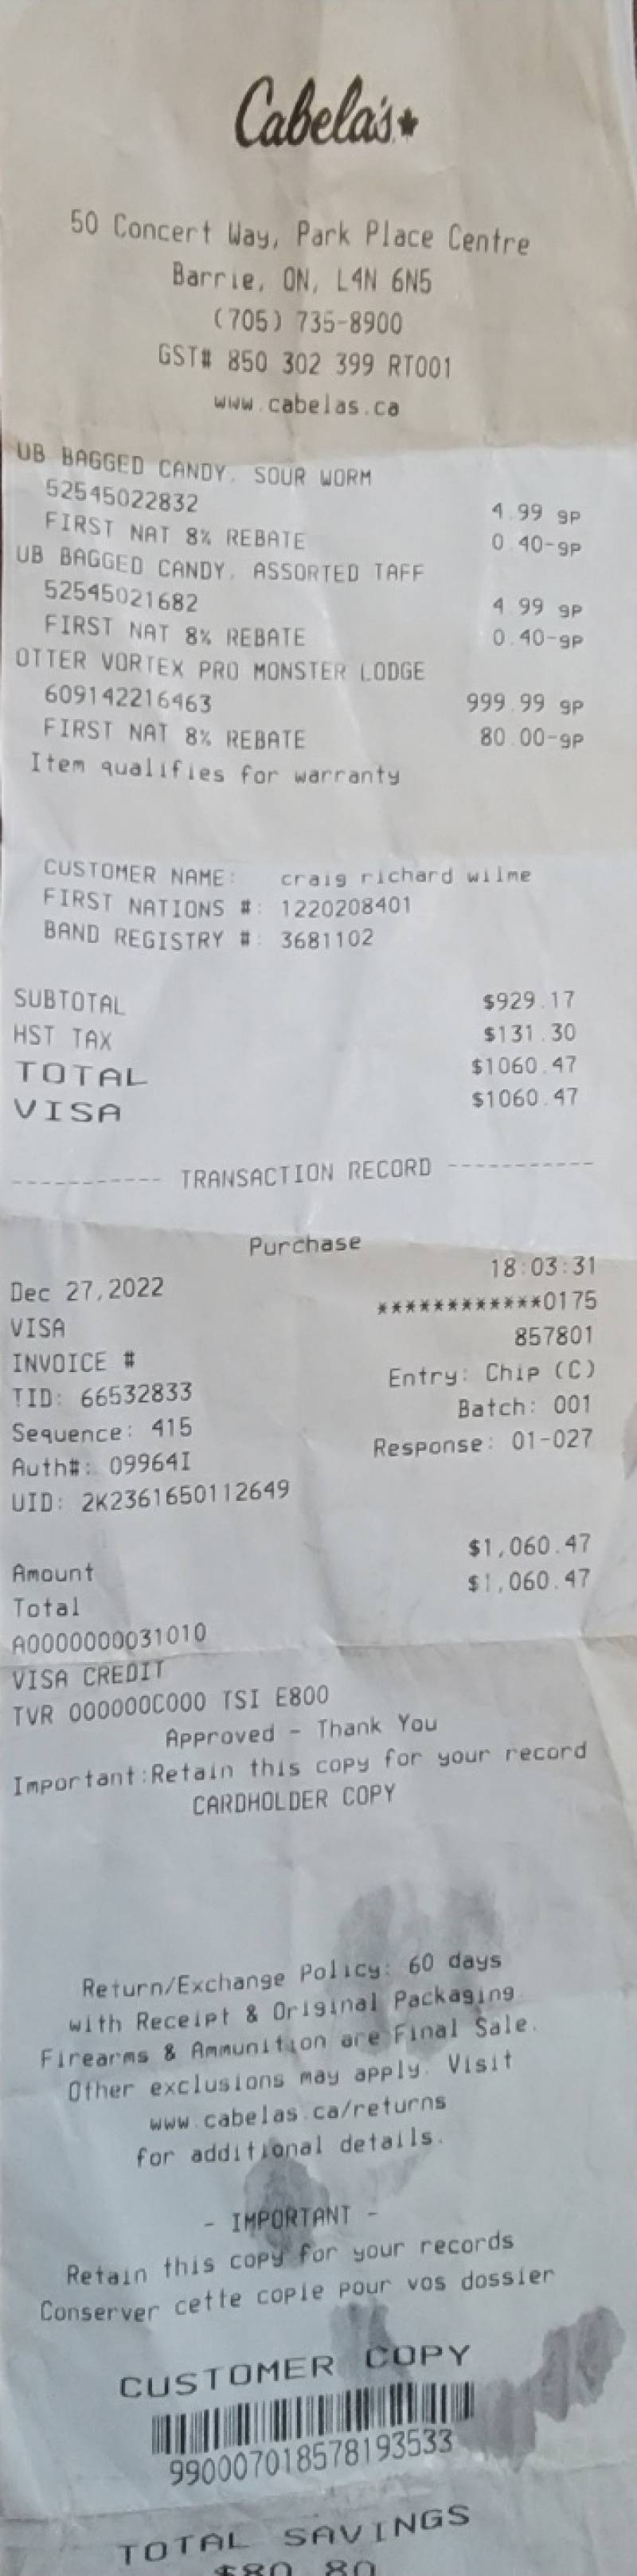 Cabela's
50 Concert Way, Park Place Centre
Barrie, ON, L4N 6N5
(705) 735-8900
GST# 850 302 399 RT001
www.cabelas.ca
UB BAGGED CANDY, SOUR WORM
52545022832 4.99 gP
FIRST NAT 8% REBATE 0.40-gP
UB BAGGED CANDY, ASSORTED TAFF
52545021682 4.99 gP
FIRST NAT 8% REBATE 0.40-gP
OTTER VORTEX PRO MONSTER LODGE
609142216463 999.99 gP
FIRST NAT 8% REBATE 80.00-gP
Item qualifies for warranty
CUSTOMER NAME: craig richard wilme
FIRST NATIONS #: 1220208401
BAND REGISTRY #: 3681102
SUBTOTAL $929.17
HST TAX $131.30
TOTAL $1060.47
VISA $1060.47
----------- TRANSACTION RECORD -----------
Purchase
Dec 27,2022 18:03:31
VISA ************0175
INVOICE # 857801
TID: 66532833 Entry: Chip (C)
Sequence: 415 Batch: 001
Auth#: 09964I Response: 01-027
UID: 2K2361650112649
Amount $1,060.47
Total $1,060.47
A0000000031010
VISA CREDIT
TVR 000000C000 TSI E800
Approved - Thank You
Important:Retain this copy for your record
CARDHOLDER COPY
Return/Exchange Policy: 60 days
with Receipt & Original Packaging.
Firearms & Ammunition are Final Sale.
Other exclusions may apply. Visit
www.cabelas.ca/returns
for additional details.
- IMPORTANT -
Retain this copy for your records
Conserver cette copie pour vos dossier
CUSTOMER COPY
990007018578193533
TOTAL SAVINGS
$80.80